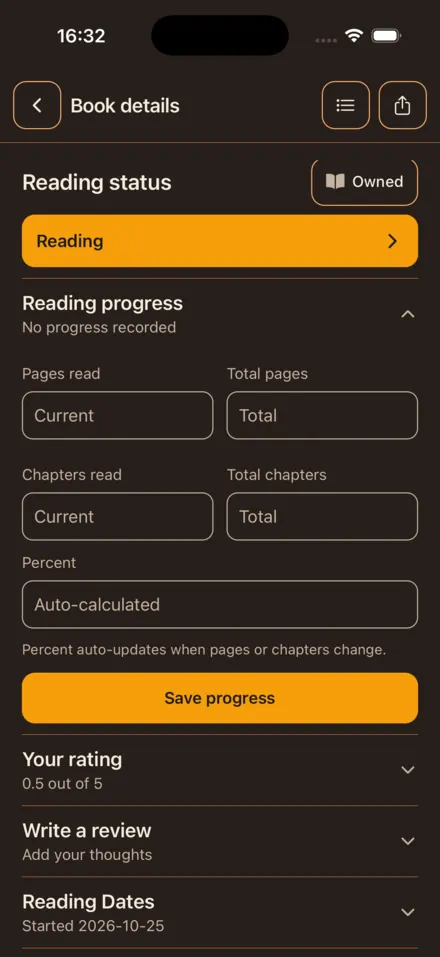 16:32
Book details
Reading status
Owned
Reading
Reading progress
No progress recorded
Pages read
Total pages
Current
Total
Chapters read
Total chapters
Current
Total
Percent
Auto-calculated
Percent auto-updates when pages or chapters change.
Save progress
Your rating
0.5 out of 5
Write a review
Add your thoughts
Reading Dates
Started 2026-10-25